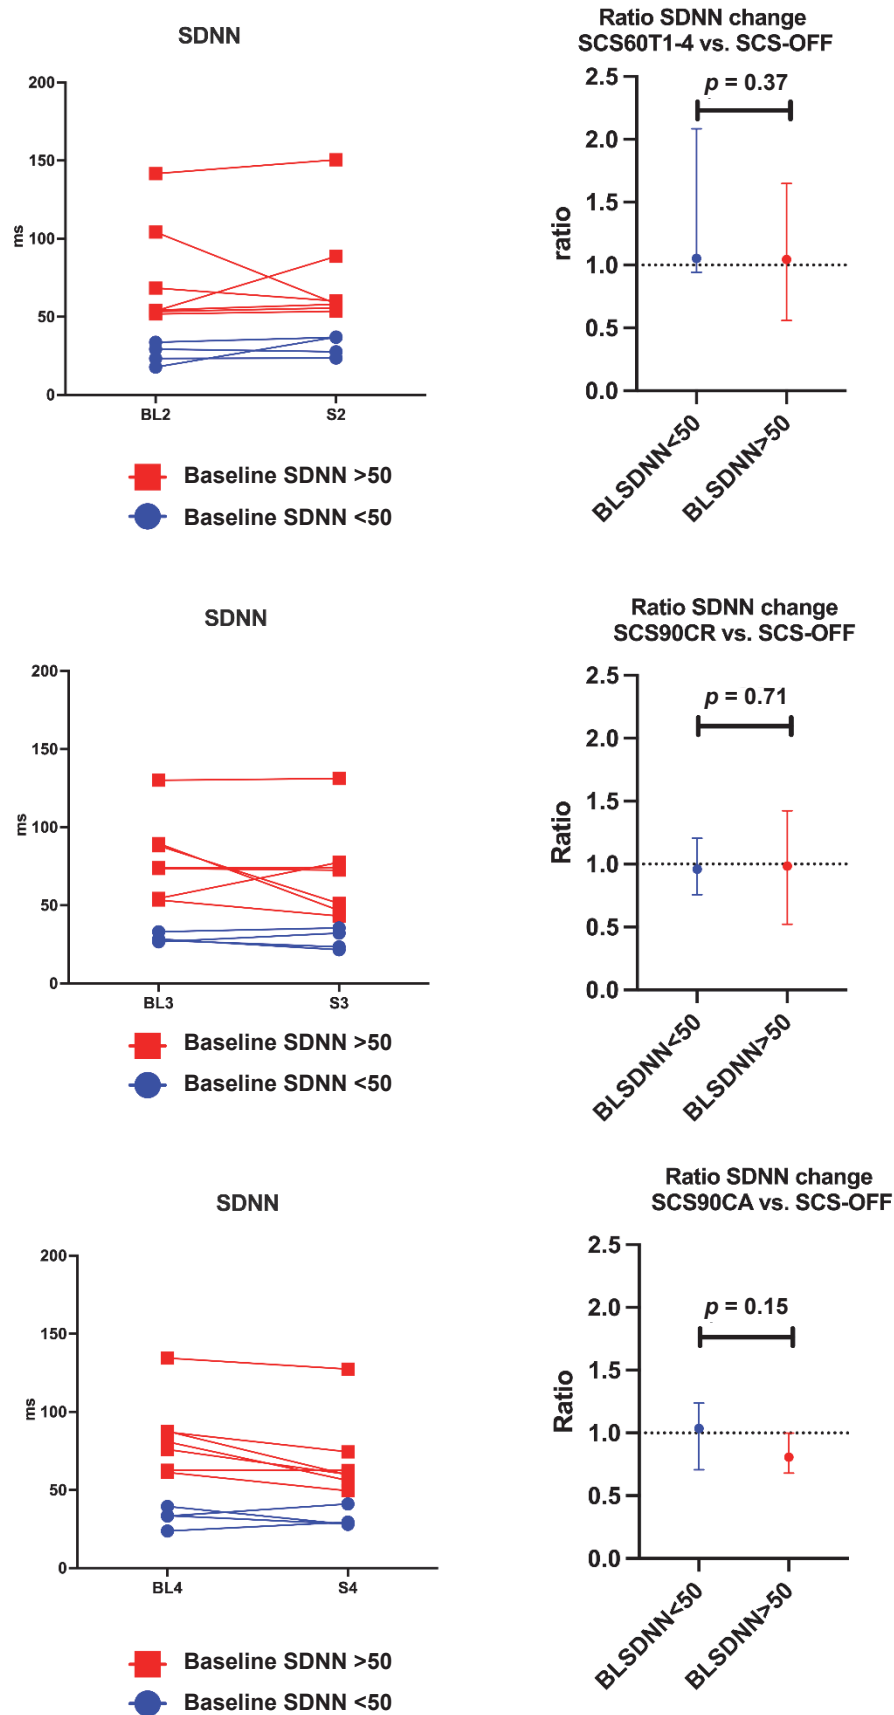 SDNN
200
150
100
50
0
ms
BL2
S2
Baseline SDNN >50
Baseline SDNN <50
Ratio SDNN change
SCS60T1-4 vs. SCS-OFF
2.5
2.0
1.5
1.0
0.5
0.0
ratio
p = 0.37
BLSDNN<50
BLSDNN>50
SDNN
200
150
100
50
0
ms
BL3
S3
Baseline SDNN >50
Baseline SDNN <50
Ratio SDNN change
SCS90CR vs. SCS-OFF
2.5
2.0
1.5
1.0
0.5
0.0
Ratio
p = 0.71
BLSDNN<50
BLSDNN>50
SDNN
200
150
100
50
0
ms
BL4
S4
Baseline SDNN >50
Baseline SDNN <50
Ratio SDNN change
SCS90CA vs. SCS-OFF
2.5
2.0
1.5
1.0
0.5
0.0
Ratio
p = 0.15
BLSDNN<50
BLSDNN>50